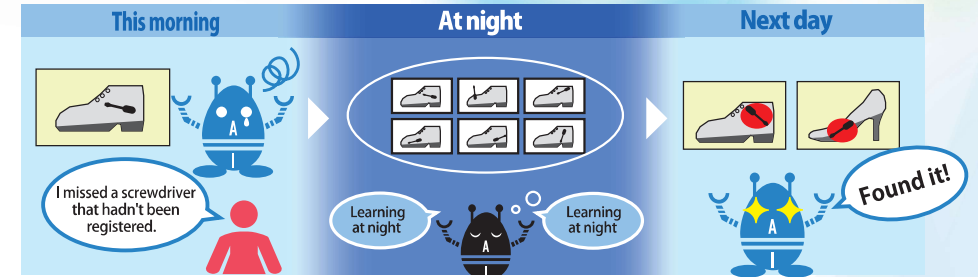 This morning
A
I
I missed a screwdriver
that hadn't been
registered.
At night
Learning
at night
Learning
at night
A
I
Next day
Found it!
A
I